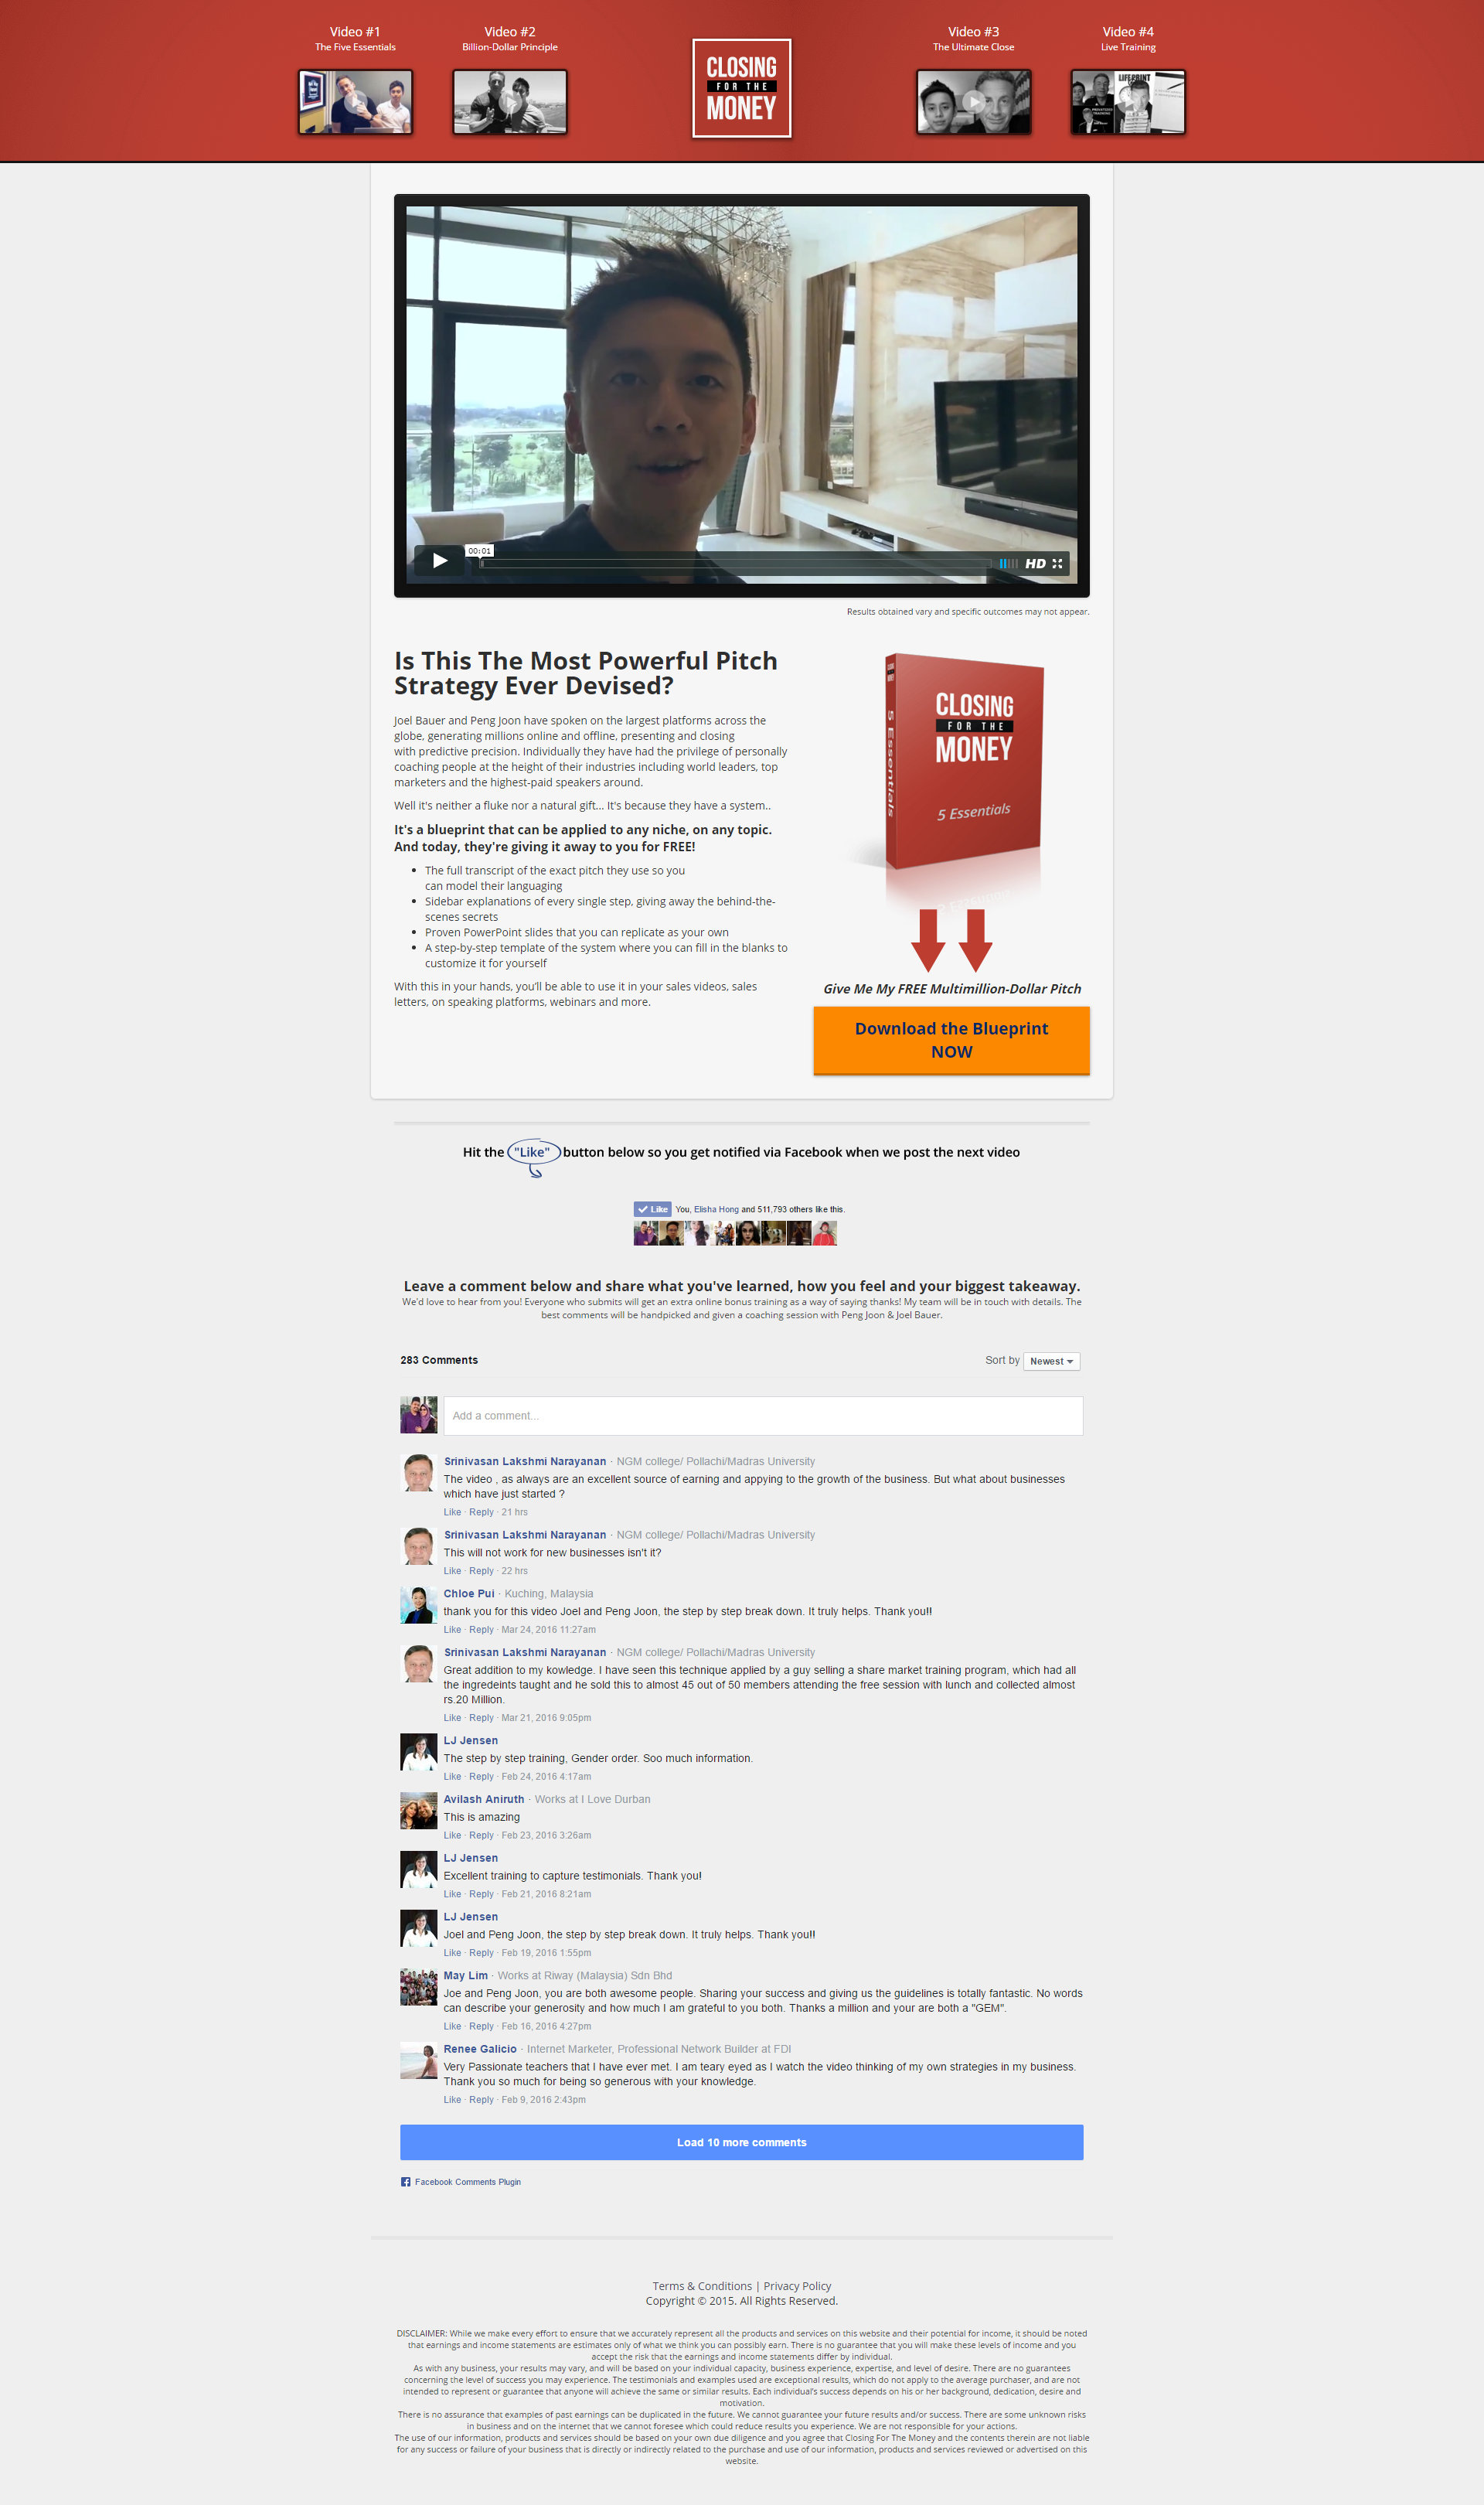 Video #1
The Five Essentials
Video #2
Billion-Dollar Principle
CLOSING
FOR THE
MONEY
Video #3
The Ultimate Close
Video #4
Live Training
LIFEPRINT
00:01
HD
Results obtained vary and specific outcomes may not appear.
Is This The Most Powerful Pitch
Strategy Ever Devised?
Joel Bauer and Peng Joon have spoken on the largest platforms across the
globe, generating millions online and offline, presenting and closing
with predictive precision. Individually they have had the privilege of personally
coaching people at the height of their industries including world leaders, top
marketers and the highest-paid speakers around.
Well it's neither a fluke nor a natural gift... It's because they have a system..
It's a blueprint that can be applied to any niche, on any topic.
And today, they're giving it away to you for FREE!
• The full transcript of the exact pitch they use so you
can model their languaging
• Sidebar explanations of every single step, giving away the behind-the-
scenes secrets
• Proven PowerPoint slides that you can replicate as your own
• A step-by-step template of the system where you can fill in the blanks to
customize it for yourself
With this in your hands, you'll be able to use it in your sales videos, sales
letters, on speaking platforms, webinars and more.
CLOSING
FOR THE
MONEY
5 Essentials
CLOSING
FOR THE
MONEY
5 Essentials
Give Me My FREE Multimillion-Dollar Pitch
Download the Blueprint
NOW
Hit the "Like" button below so you get notified via Facebook when we post the next video
Like You, Elisha Hong and 511,793 others like this.
Leave a comment below and share what you've learned, how you feel and your biggest takeaway.
We'd love to hear from you! Everyone who submits will get an extra online bonus training as a way of saying thanks! My team will be in touch with details. The
best comments will be handpicked and given a coaching session with Peng Joon & Joel Bauer.
283 Comments
Sort by Newest
Add a comment...
Srinivasan Lakshmi Narayanan · NGM college/ Pollachi/Madras University
The video , as always are an excellent source of earning and appying to the growth of the business. But what about businesses
which have just started ?
Like · Reply · 21 hrs
Srinivasan Lakshmi Narayanan · NGM college/ Pollachi/Madras University
This will not work for new businesses isn't it?
Like · Reply · 22 hrs
Chloe Pui · Kuching, Malaysia
thank you for this video Joel and Peng Joon, the step by step break down. It truly helps. Thank you!!
Like · Reply · Mar 24, 2016 11:27am
Srinivasan Lakshmi Narayanan · NGM college/ Pollachi/Madras University
Great addition to my kowledge. I have seen this technique applied by a guy selling a share market training program, which had all
the ingredeints taught and he sold this to almost 45 out of 50 members attending the free session with lunch and collected almost
rs.20 Million.
Like · Reply · Mar 21, 2016 9:05pm
LJ Jensen
The step by step training, Gender order. Soo much information.
Like · Reply · Feb 24, 2016 4:17am
Avilash Aniruth · Works at I Love Durban
This is amazing
Like · Reply · Feb 23, 2016 3:26am
LJ Jensen
Excellent training to capture testimonials. Thank you!
Like · Reply · Feb 21, 2016 8:21am
LJ Jensen
Joel and Peng Joon, the step by step break down. It truly helps. Thank you!!
Like · Reply · Feb 19, 2016 1:55pm
May Lim · Works at Riway (Malaysia) Sdn Bhd
Joe and Peng Joon, you are both awesome people. Sharing your success and giving us the guidelines is totally fantastic. No words
can describe your generosity and how much I am grateful to you both. Thanks a million and your are both a "GEM".
Like · Reply · Feb 16, 2016 4:27pm
Renee Galicio · Internet Marketer, Professional Network Builder at FDI
Very Passionate teachers that I have ever met. I am teary eyed as I watch the video thinking of my own strategies in my business.
Thank you so much for being so generous with your knowledge.
Like · Reply · Feb 9, 2016 2:43pm
Load 10 more comments
Facebook Comments Plugin
Terms & Conditions | Privacy Policy
Copyright © 2015. All Rights Reserved.
DISCLAIMER: While we make every effort to ensure that we accurately represent all the products and services on this website and their potential for income, it should be noted
that earnings and income statements are estimates only of what we think you can possibly earn. There is no guarantee that you will make these levels of income and you
accept the risk that the earnings and income statements differ by individual.
As with any business, your results may vary, and will be based on your individual capacity, business experience, expertise, and level of desire. There are no guarantees
concerning the level of success you may experience. The testimonials and examples used are exceptional results, which do not apply to the average purchaser, and are not
intended to represent or guarantee that anyone will achieve the same or similar results. Each individual's success depends on his or her background, dedication, desire and
motivation.
There is no assurance that examples of past earnings can be duplicated in the future. We cannot guarantee your future results and/or success. There are some unknown risks
in business and on the internet that we cannot foresee which could reduce results you experience. We are not responsible for your actions.
The use of our information, products and services should be based on your own due diligence and you agree that Closing For The Money and the contents therein are not liable
for any success or failure of your business that is directly or indirectly related to the purchase and use of our information, products and services reviewed or advertised on this
website.